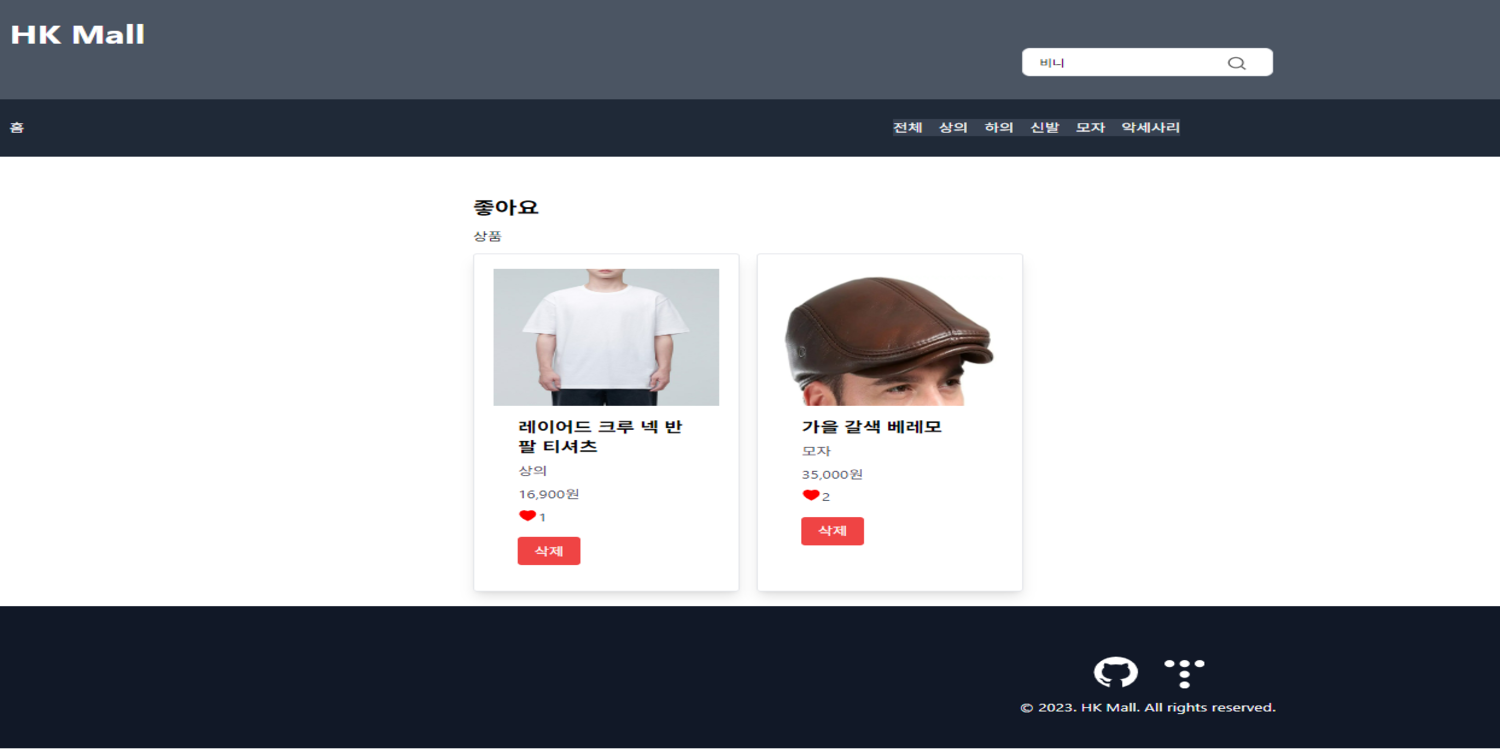 HK Mall
비니
홈
전체 상의 하의 신발 모자 악세사리
좋아요
상품
레이어드 크루 넥 반
팔 티셔츠
상의
16,900원
1
삭제
가을 갈색 베레모
모자
35,000원
2
삭제
© 2023. HK Mall. All rights reserved.